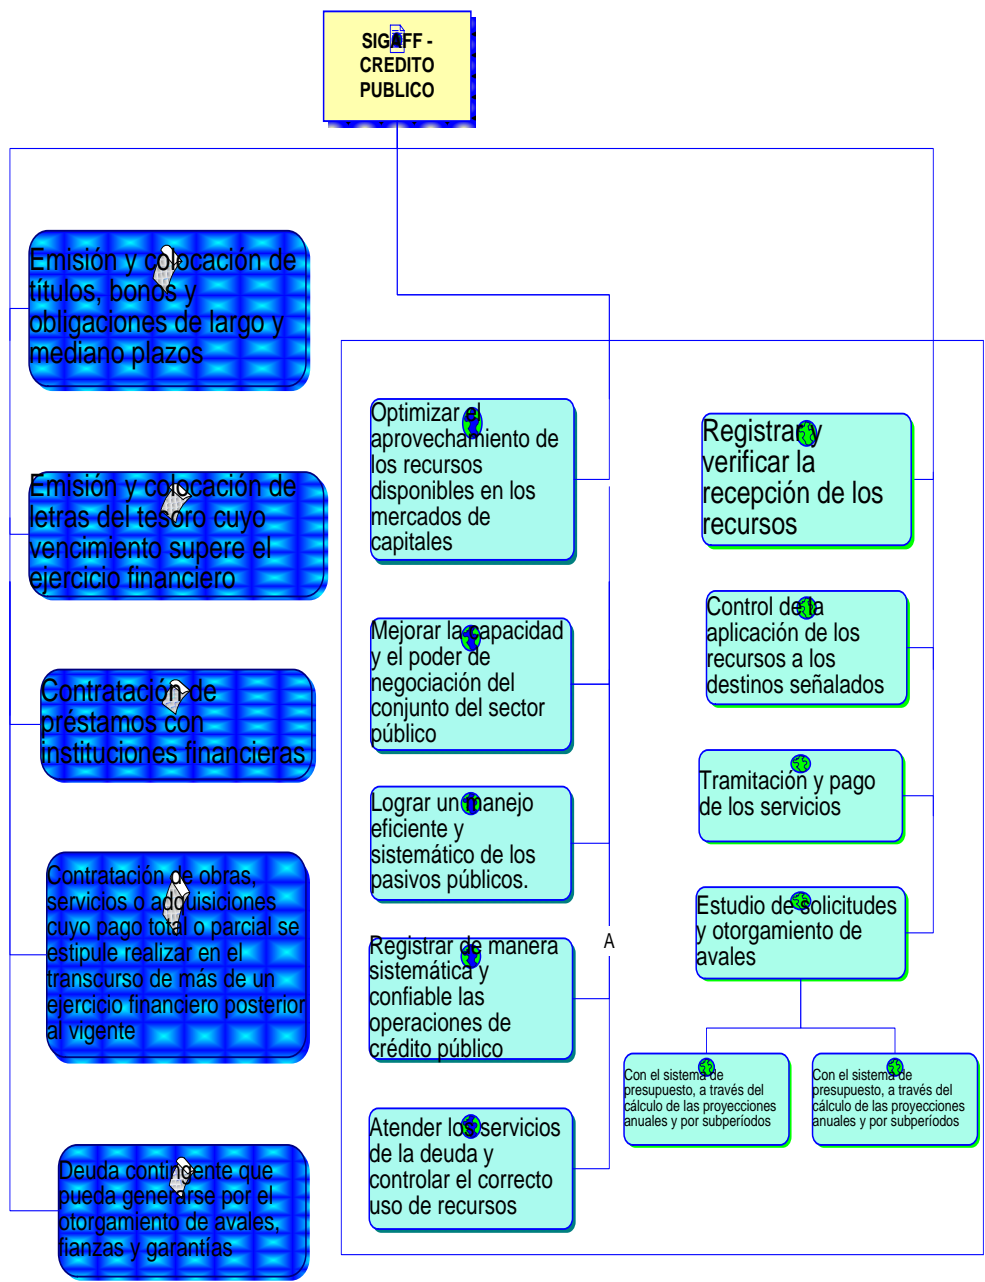 SIGAFF -
CREDITO
PUBLICO
Emisión y colocación de
títulos, bonos y
obligaciones de largo y
mediano plazos
Emisión y colocación de
letras del tesoro cuyo
vencimiento supere el
ejercicio financiero
Contratación de
préstamos con
instituciones financieras
Contratación de obras,
servicios o adquisiciones
cuyo pago total o parcial se
estipule realizar en el
transcurso de más de un
ejercicio financiero posterior
al vigente
Deuda contingente que
pueda generarse por el
otorgamiento de avales,
fianzas y garantías
Optimizar el
aprovechamiento de
los recursos
disponibles en los
mercados de
capitales
Mejorar la capacidad
y el poder de
negociación del
conjunto del sector
público
Lograr un manejo
eficiente y
sistemático de los
pasivos públicos.
Registrar de manera
sistemática y
confiable las
operaciones de
crédito público
Atender los servicios
de la deuda y
controlar el correcto
uso de recursos
A
Registrar y
verificar la
recepción de los
recursos
Control de la
aplicación de los
recursos a los
destinos señalados
Tramitación y pago
de los servicios
Estudio de solicitudes
y otorgamiento de
avales
Con el sistema de
presupuesto, a través del
cálculo de las proyecciones
anuales y por subperíodos
Con el sistema de
presupuesto, a través del
cálculo de las proyecciones
anuales y por subperíodos